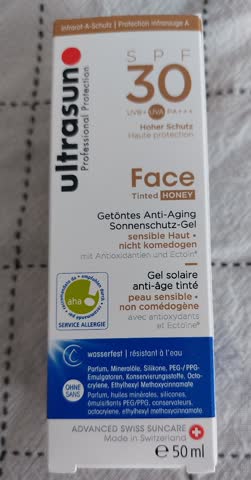 Infrarot-A-Schutz | Protection infrarouge A
ultrasun
Professional Protection
SPF
30
UVB+ UVA PA+++
Hoher Schutz
Haute protection
Face
Tinted HONEY
Getöntes Anti-Aging
Sonnenschutz-Gel
sensible Haut •
nicht komedogen
mit Antioxidantien und Ectoin®
Gel solaire
anti-âge tinté
peau sensible •
non comédogène
avec antioxydants
et Ectoïne®
aha!
SERVICE ALLERGIE
wasserfest | résistant à l'eau
OHNE
SANS
Parfum, Mineralöle, Silikone, PEG-/PPG-
Emulgatoren, Konservierungsstoffe, Octo-
crylene, Ethylhexyl Methoxycinnamate
Parfum, huiles minérales, silicones,
émulsifiants PEG/PPG, conservateurs,
octocrylene, ethylhexyl methoxycinnamate
ADVANCED SWISS SUNCARE
Made in Switzerland
e 50 ml